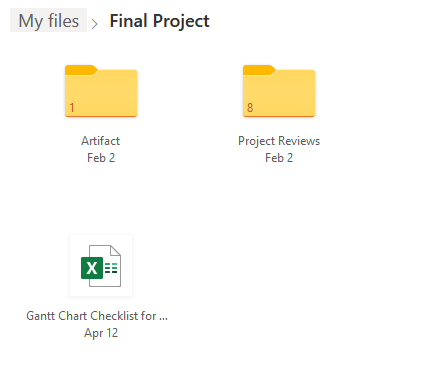 My files > Final Project
1
8
Artifact
Project Reviews
Feb 2
Feb 2
X
Gantt Chart Checklist for ...
Apr 12